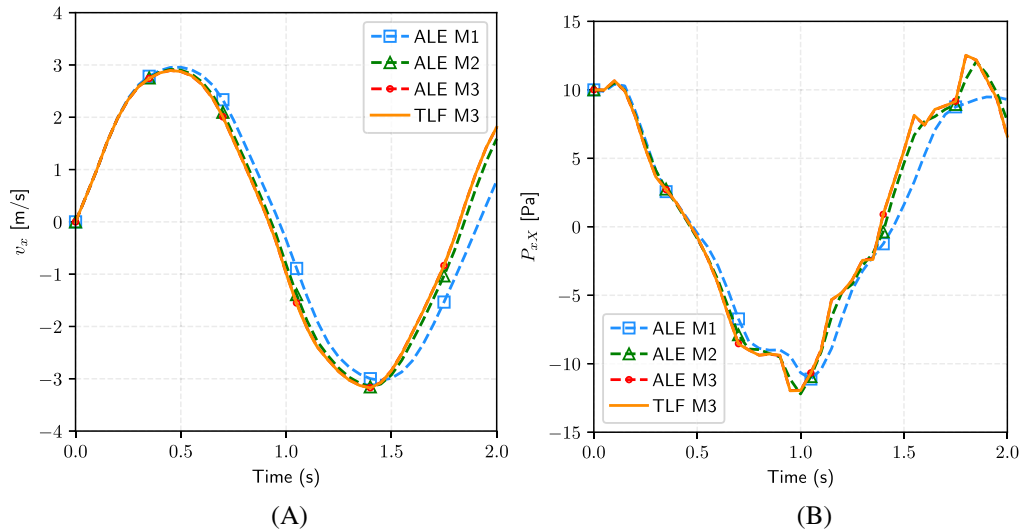 4
3
2
1
0
−1
−2
−3
−4
v_x [m/s]
0.0 0.5 1.0 1.5 2.0
Time (s)
ALE M1
ALE M2
ALE M3
TLF M3
(A)
15
10
5
0
−5
−10
−15
P_{xX} [Pa]
0.0 0.5 1.0 1.5 2.0
Time (s)
ALE M1
ALE M2
ALE M3
TLF M3
(B)